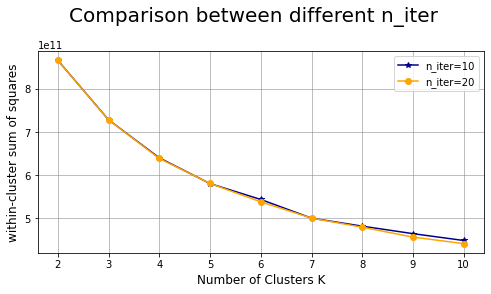 Comparison between different n_iter
1e11
n_iter=10
n_iter=20
8
7
6
5
within-cluster sum of squares
2 3 4 5 6 7 8 9 10
Number of Clusters K